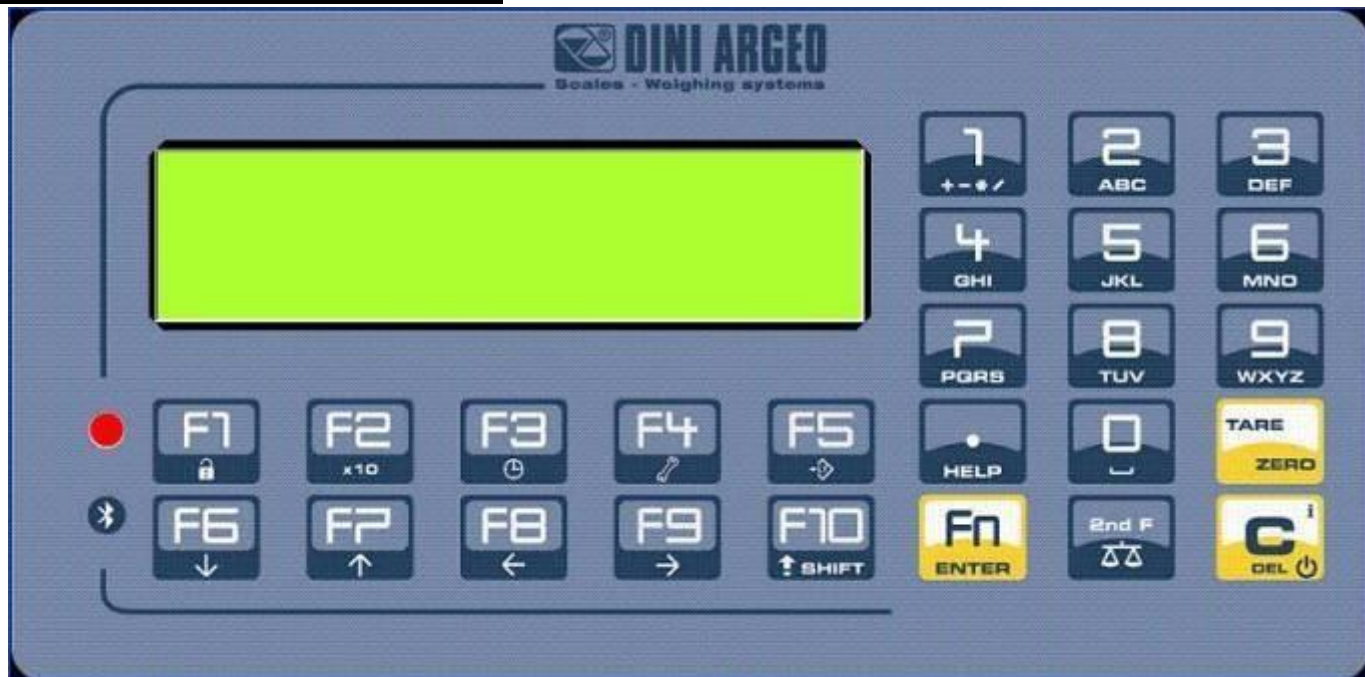 DINI ARGEO
Scales - Weighing systems
1 2 3
+-*/ ABC DEF
4 5 6
GHI JKL MNO
7 8 9
PQRS TUV WXYZ
F1 F2 F3 F4 F5 . 0 TARE
x10 HELP ZERO
F6 F7 F8 F9 F10 Fn 2nd F C i
↓ ↑ ← → SHIFT ENTER DEL